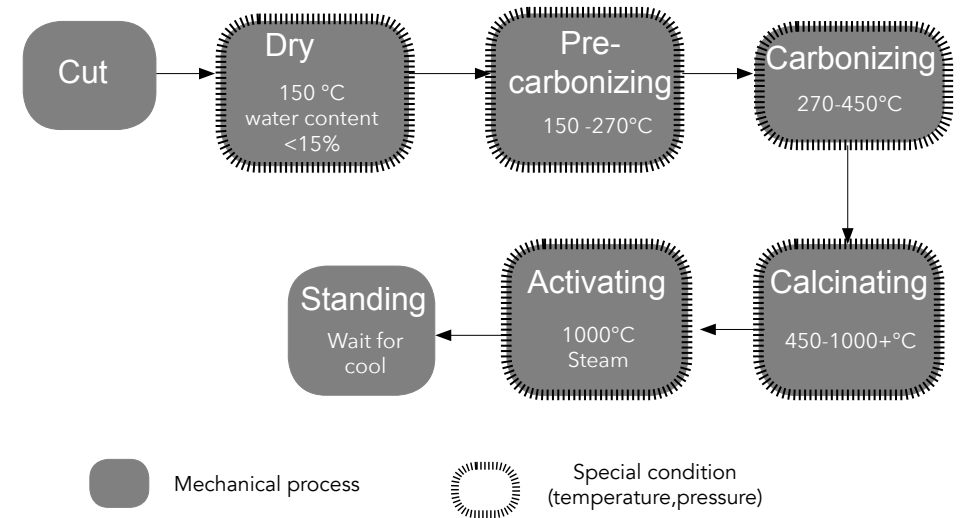 Cut
Dry
150 °C
water content
<15%
Pre-
carbonizing
150 -270°C
Carbonizing
270-450°C
Standing
Wait for
cool
Activating
1000°C
Steam
Calcinating
450-1000+°C
Mechanical process
Special condition
(temperature,pressure)